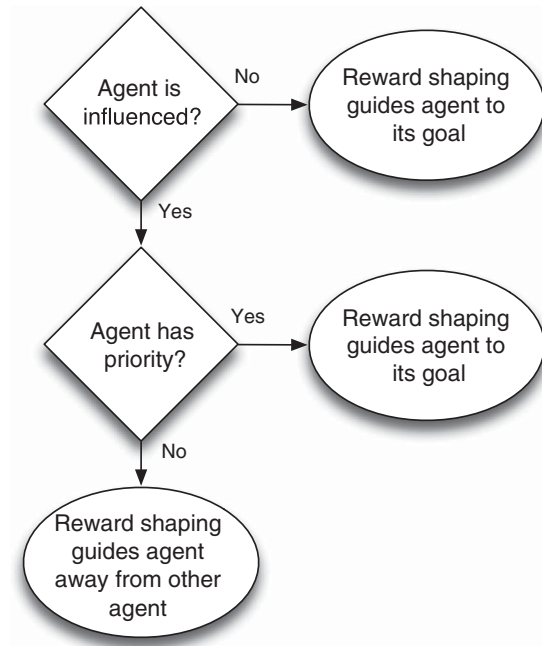 Agent is
influenced?
No
Reward shaping
guides agent to
its goal
Yes
Agent has
priority?
Yes
Reward shaping
guides agent to
its goal
No
Reward shaping
guides agent
away from other
agent